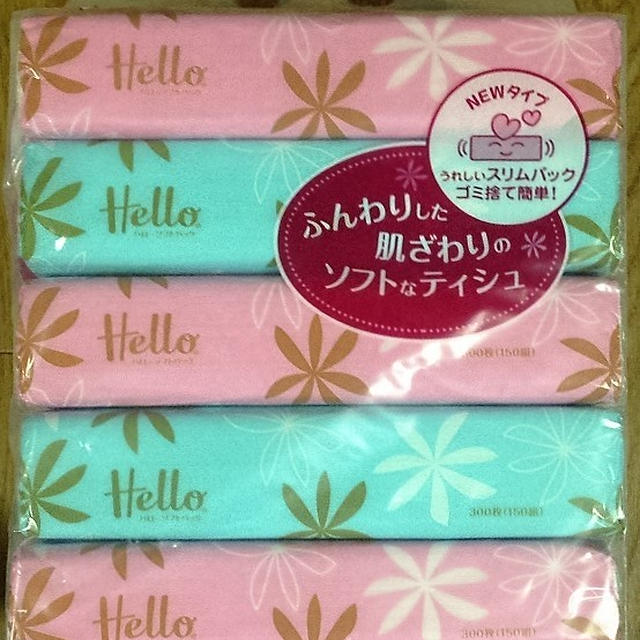 Hello
NEWタイプ
うれしいスリムパック
ゴミ捨て簡単!
Hello
ふんわりした
肌ざわりの
ソフトなティシュ
Hello
300枚(150組)
Hello
300枚(150組)
Hello
300枚(150組)